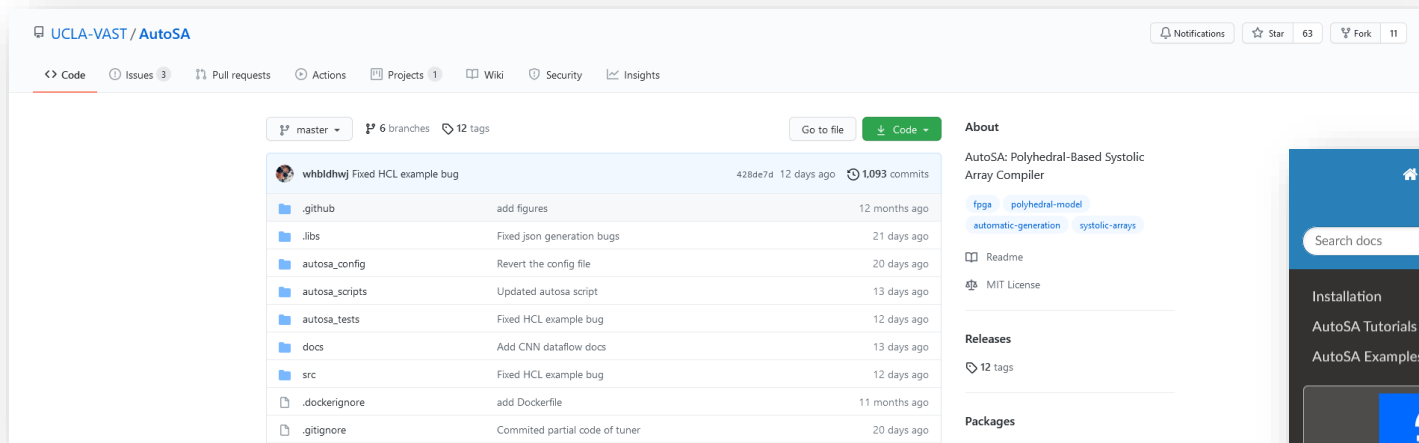 UCLA-VAST / AutoSA
Notifications Star 63 Fork 11
Code Issues 3 Pull requests Actions Projects 1 Wiki Security Insights
master 6 branches 12 tags Go to file Code
whbldhwj Fixed HCL example bug 428de7d 12 days ago 1,093 commits
.github add figures 12 months ago
.libs Fixed json generation bugs 21 days ago
autosa_config Revert the config file 20 days ago
autosa_scripts Updated autosa script 13 days ago
autosa_tests Fixed HCL example bug 12 days ago
docs Add CNN dataflow docs 13 days ago
src Fixed HCL example bug 12 days ago
.dockerignore add Dockerfile 11 months ago
.gitignore Commited partial code of tuner 20 days ago
About
AutoSA: Polyhedral-Based Systolic
Array Compiler
fpga polyhedral-model
automatic-generation systolic-arrays
Readme
MIT License
Releases
12 tags
Packages
Search docs
Installation
AutoSA Tutorials
AutoSA Examples